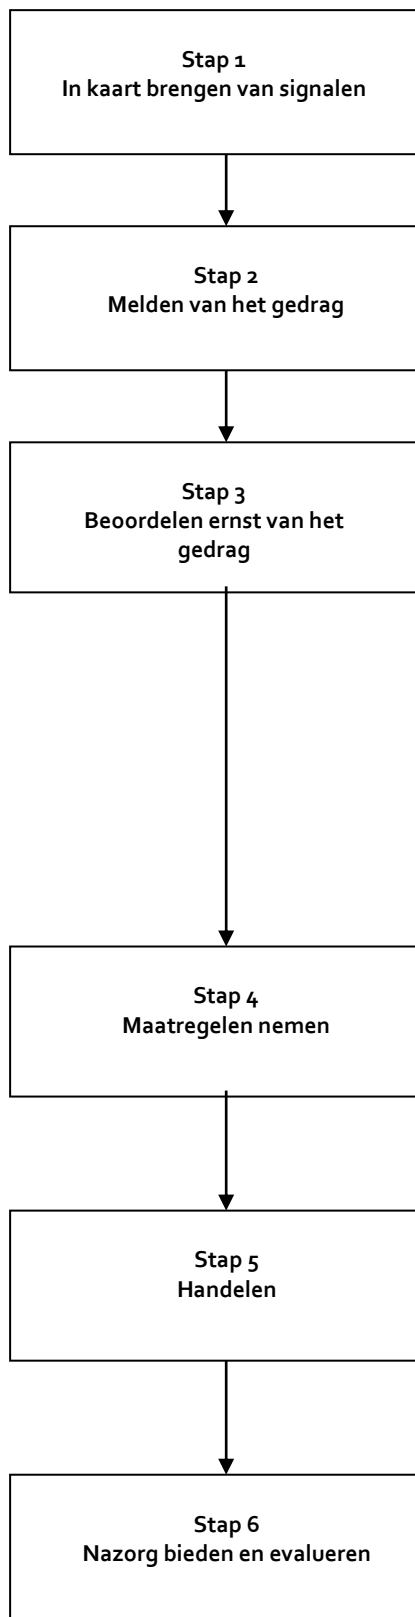 Stap 1
In kaart brengen van signalen
Stap 2
Melden van het gedrag
Stap 3
Beoordelen ernst van het
gedrag
Stap 4
Maatregelen nemen
Stap 5
Handelen
Stap 6
Nazorg bieden en evalueren